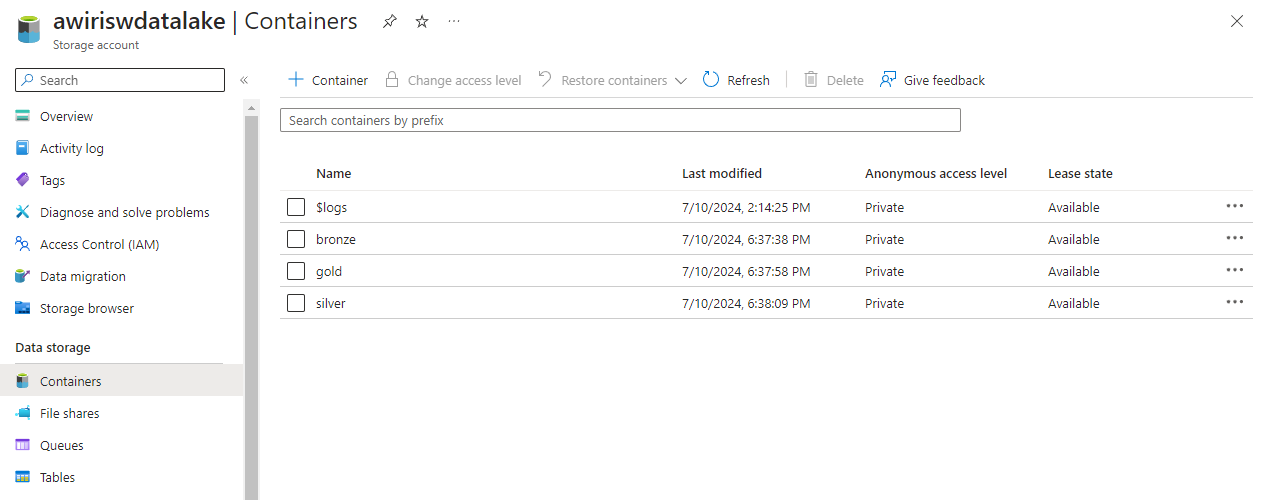 awiriswdatalake | Containers
Storage account
Search
Container
Change access level
Restore containers
Refresh
Delete
Give feedback
Overview
Activity log
Tags
Diagnose and solve problems
Access Control (IAM)
Data migration
Storage browser
Data storage
Containers
File shares
Queues
Tables
Search containers by prefix
Name Last modified Anonymous access level Lease state
$logs 7/10/2024, 2:14:25 PM Private Available
bronze 7/10/2024, 6:37:38 PM Private Available
gold 7/10/2024, 6:37:58 PM Private Available
silver 7/10/2024, 6:38:09 PM Private Available